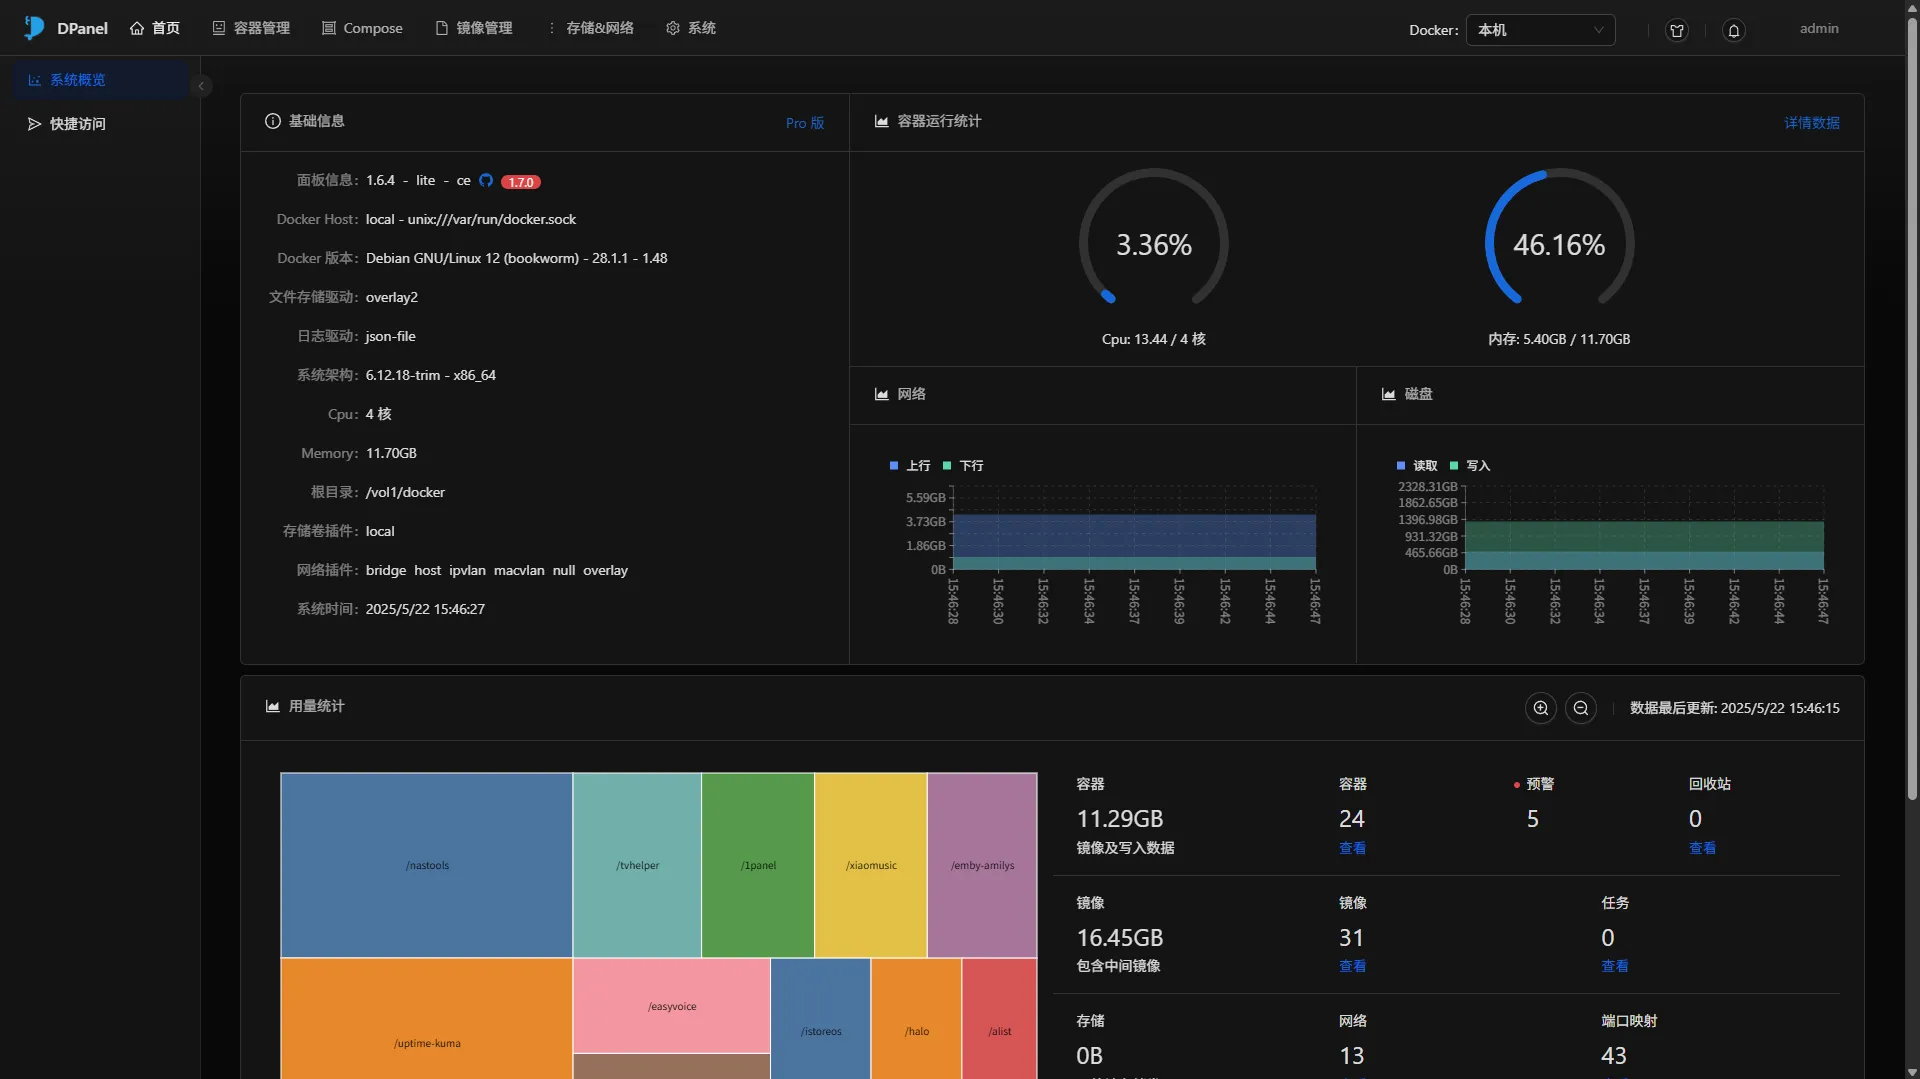 DPanel 首页 容器管理 Compose 镜像管理 存储&网络 系统 Docker: 本机 admin
系统概览
快捷访问
基础信息 Pro 版
面板信息: 1.6.4 - lite - ce 1.7.0
Docker Host: local - unix:///var/run/docker.sock
Docker 版本: Debian GNU/Linux 12 (bookworm) - 28.1.1 - 1.48
文件存储驱动: overlay2
日志驱动: json-file
系统架构: 6.12.18-trim - x86_64
Cpu: 4 核
Memory: 11.70GB
根目录: /vol1/docker
存储卷插件: local
网络插件: bridge host ipvlan macvlan null overlay
系统时间: 2025/5/22 15:46:27
容器运行统计 详情数据
3.36%
Cpu: 13.44 / 4 核
46.16%
内存: 5.40GB / 11.70GB
网络
上行 下行
5.59GB
3.73GB
1.86GB
0B
15:46:28 15:46:30 15:46:32 15:46:34 15:46:37 15:46:39 15:46:42 15:46:44 15:46:47
磁盘
读取 写入
2328.31GB
1862.65GB
1396.98GB
931.32GB
465.66GB
0B
15:46:28 15:46:30 15:46:32 15:46:34 15:46:37 15:46:39 15:46:42 15:46:44 15:46:47
用量统计 数据最后更新: 2025/5/22 15:46:15
/nastools /tvhelper /1panel /xiaomusic /emby-amilys
/uptime-kuma /easyvoice /istoreos /halo /alist
容器 容器 预警 回收站
11.29GB 24 5 0
镜像及写入数据 查看 查看
镜像 镜像 任务
16.45GB 31 0
包含中间镜像 查看 查看
存储 网络 端口映射
0B 13 43